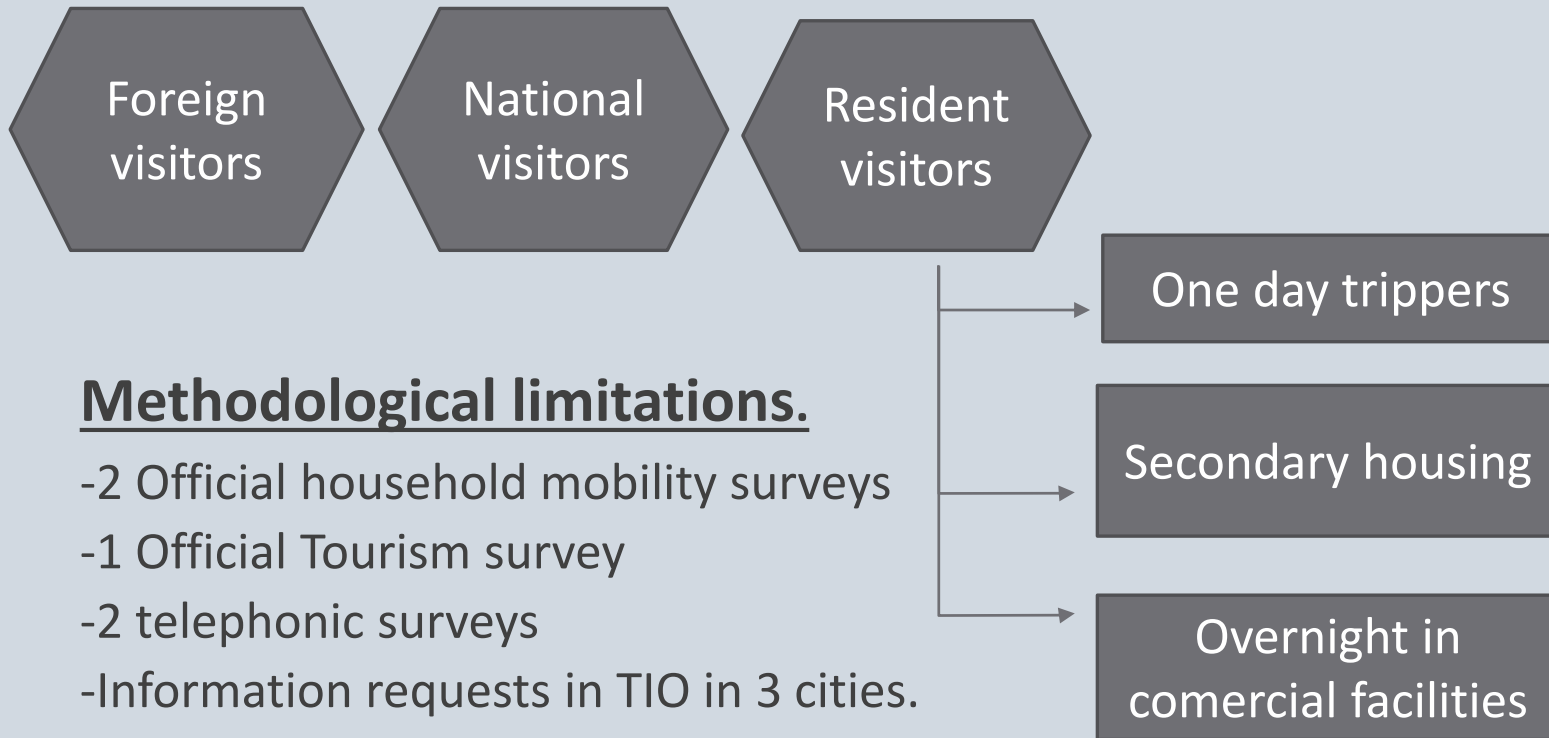 Foreign
visitors
National
visitors
Resident
visitors
One day trippers
Secondary housing
Overnight in
comercial facilities
Methodological limitations.
-2 Official household mobility surveys
-1 Official Tourism survey
-2 telephonic surveys
-Information requests in TIO in 3 cities.